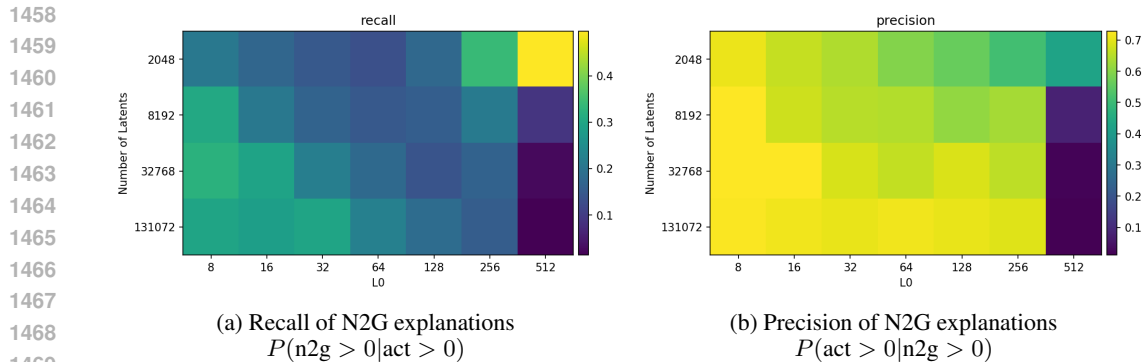 1458
1459
1460
1461
1462
1463
1464
1465
1466
1467
1468
recall
2048
8192
32768
131072
Number of Latents
8 16 32 64 128 256 512
L0
0.4
0.3
0.2
0.1
(a) Recall of N2G explanations
P(n2g > 0|act > 0)
precision
2048
8192
32768
131072
Number of Latents
8 16 32 64 128 256 512
L0
0.7
0.6
0.5
0.4
0.3
0.2
0.1
(b) Precision of N2G explanations
P(act > 0|n2g > 0)